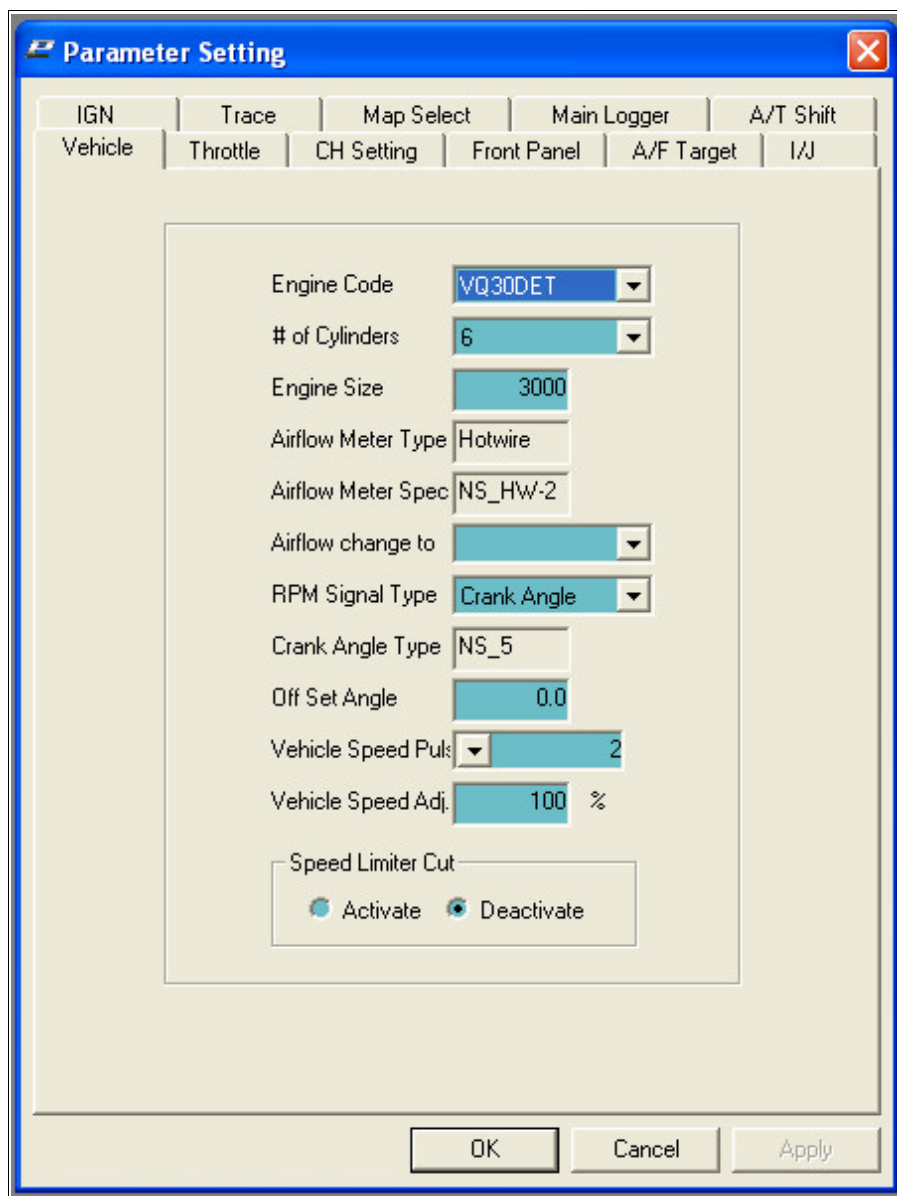 Parameter Setting
IGN Trace Map Select Main Logger A/T Shift
Vehicle Throttle CH Setting Front Panel A/F Target I/J
Engine Code VQ30DET
# of Cylinders 6
Engine Size 3000
Airflow Meter Type Hotwire
Airflow Meter Spec NS_HW-2
Airflow change to
RPM Signal Type Crank Angle
Crank Angle Type NS_5
Off Set Angle 0.0
Vehicle Speed Puls 2
Vehicle Speed Adj. 100 %
Speed Limiter Cut
Activate Deactivate
OK Cancel Apply